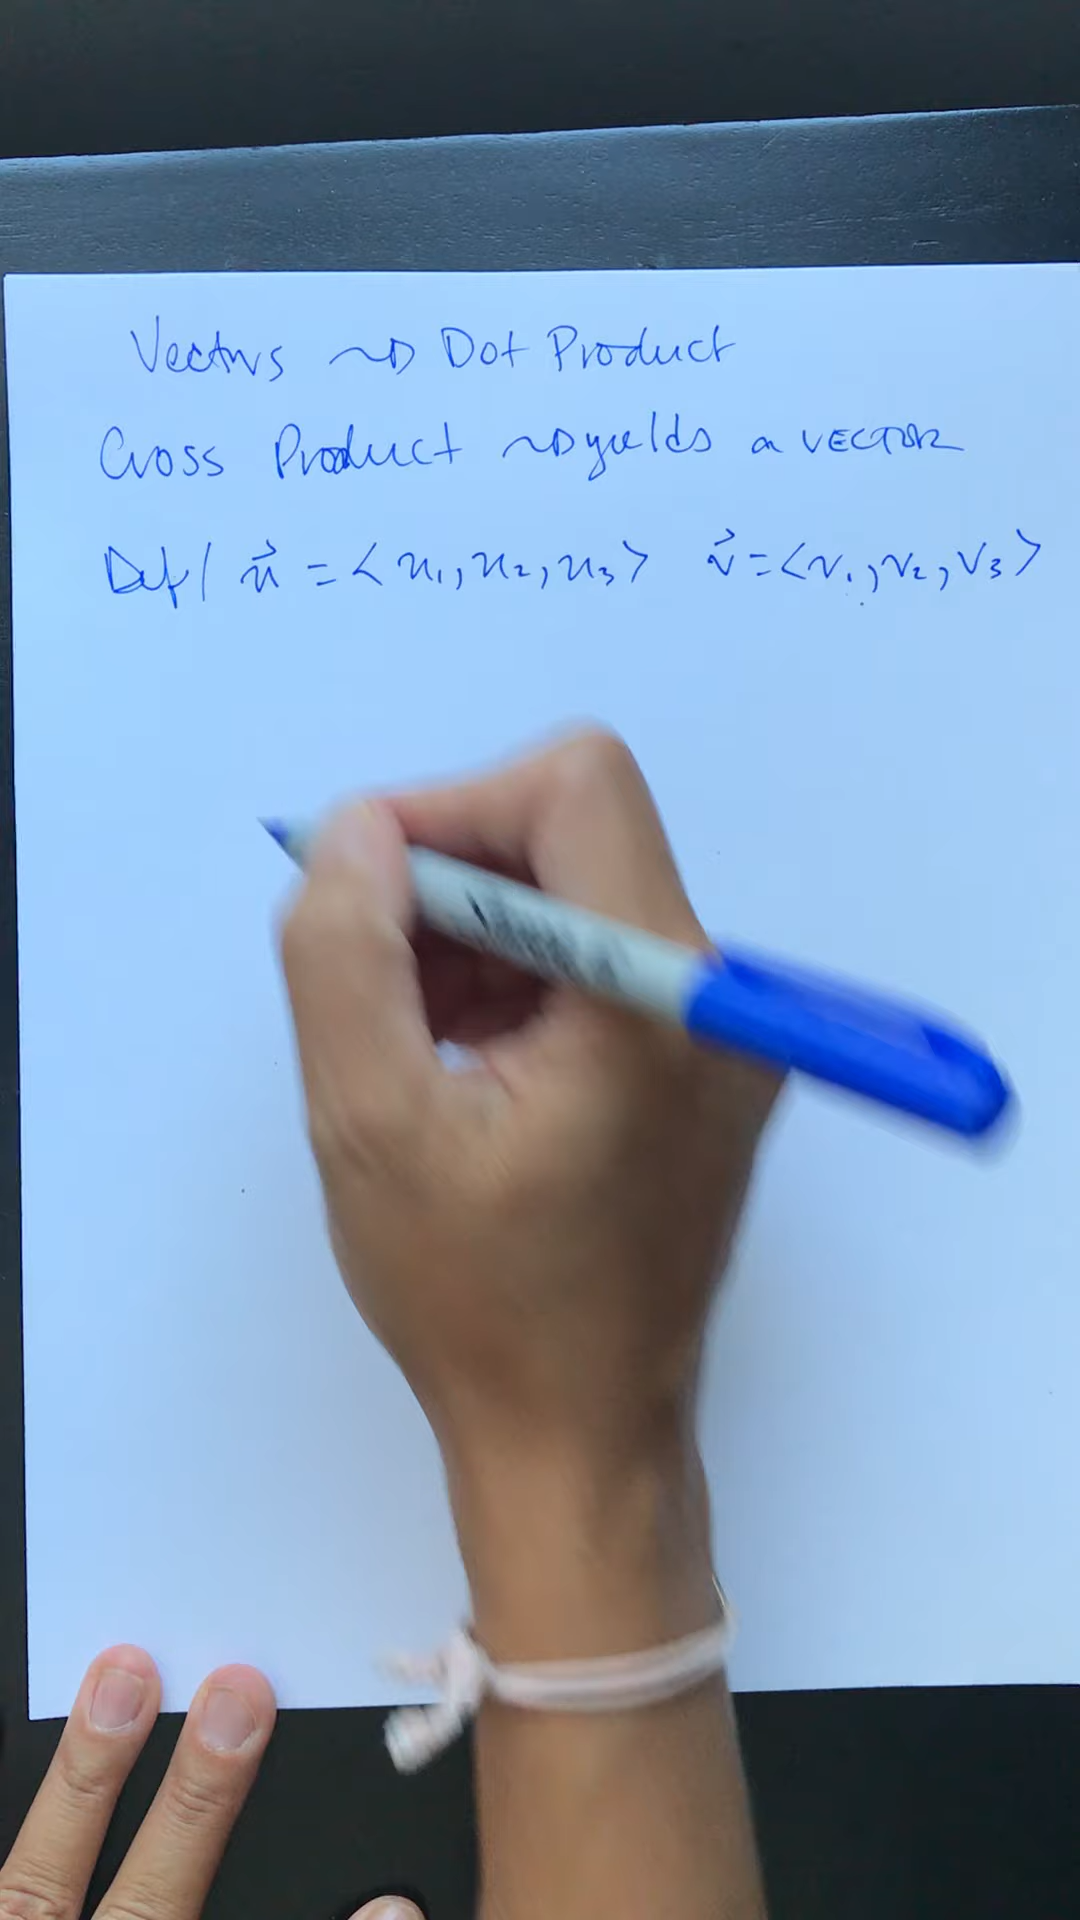 Vectors ~> Dot Product
Cross Product ~> yields a VECTOR
Def/ u⃗ = <u₁, u₂, u₃> v⃗ = <v₁, v₂, v₃>